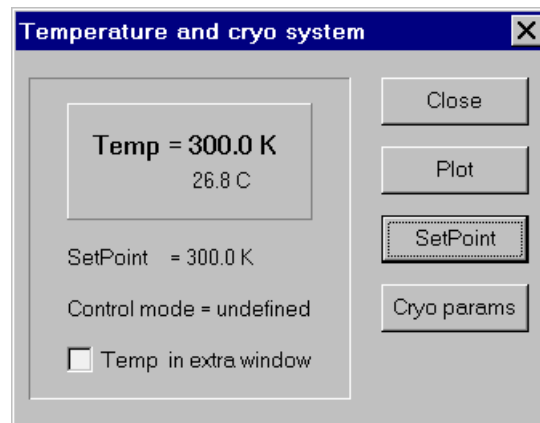 Temperature and cryo system
Temp = 300.0 K
26.8 C
SetPoint = 300.0 K
Control mode = undefined
Temp in extra window
Close
Plot
SetPoint
Cryo params